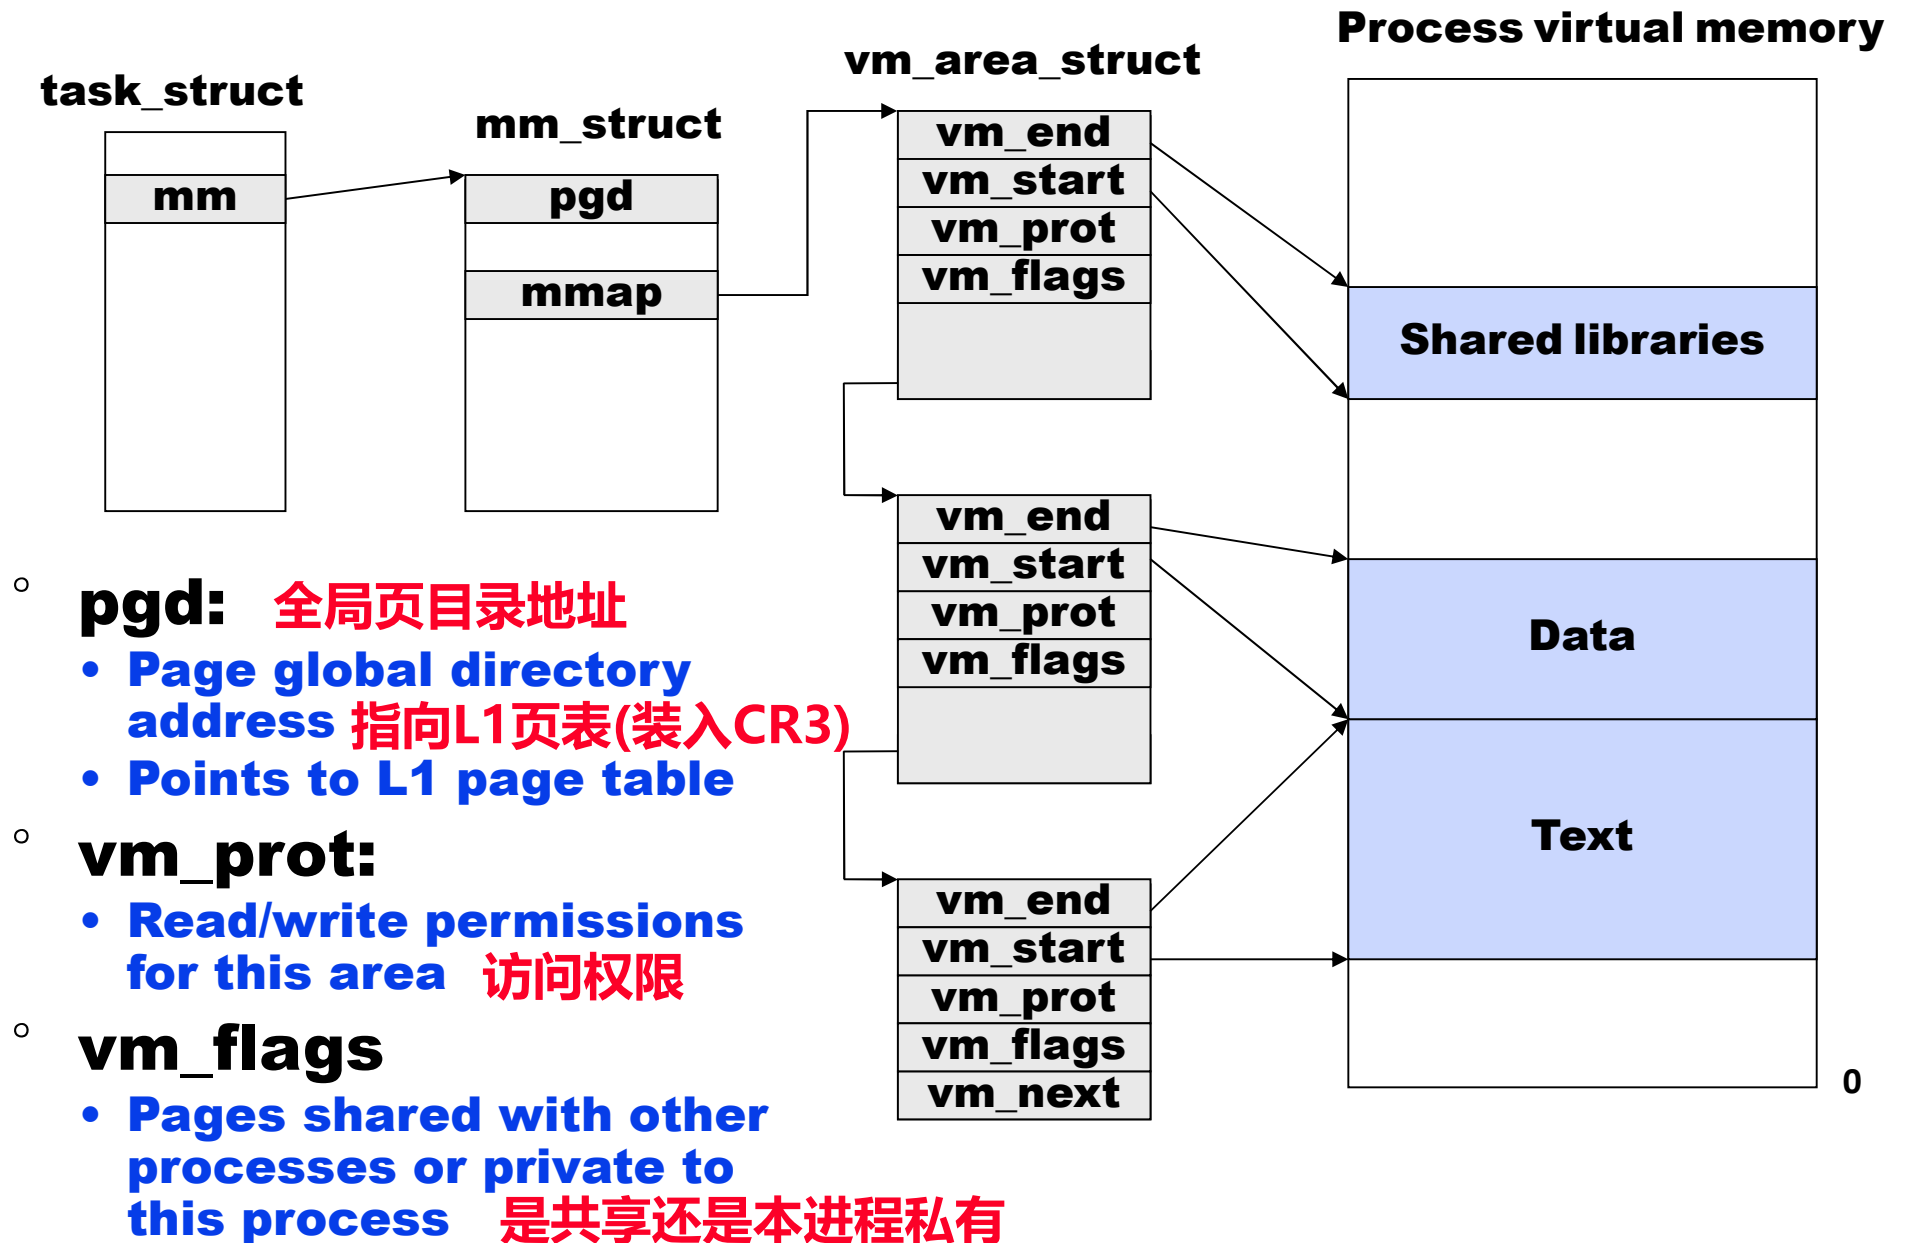 Process virtual memory
vm_area_struct
task_struct
mm_struct
mm
pgd
mmap
vm_end
vm_start
vm_prot
vm_flags
Shared libraries
vm_end
vm_start
vm_prot
vm_flags
Data
Text
vm_end
vm_start
vm_prot
vm_flags
vm_next
0
° pgd: 全局页目录地址
• Page global directory
address 指向L1页表(装入CR3)
• Points to L1 page table
° vm_prot:
• Read/write permissions
for this area 访问权限
° vm_flags
• Pages shared with other
processes or private to
this process 是共享还是本进程私有